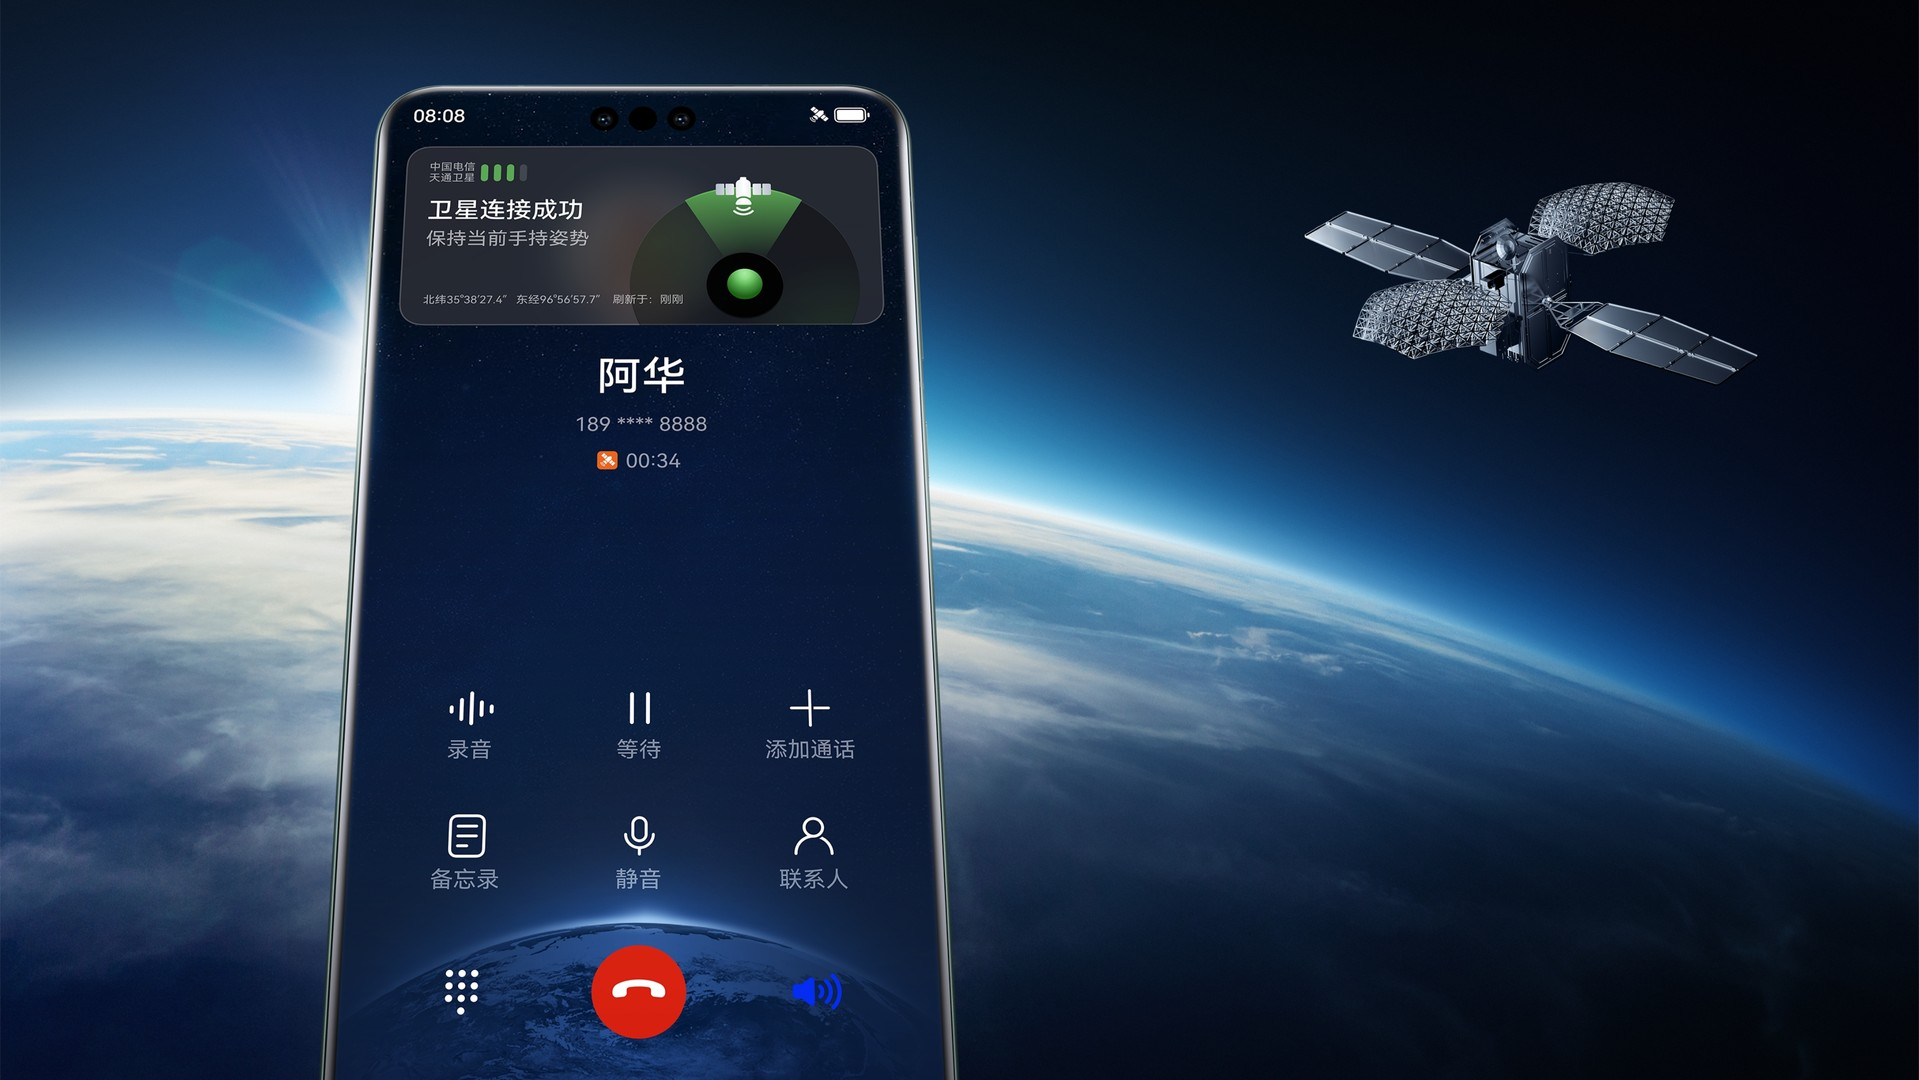 08:08
中国电信
天通卫星
卫星连接成功
保持当前手持姿势
北纬35°38'27.4" 东经96°56'57.7" 刷新于：刚刚
阿华
189 **** 8888
00:34
录音 等待 添加通话
备忘录 静音 联系人